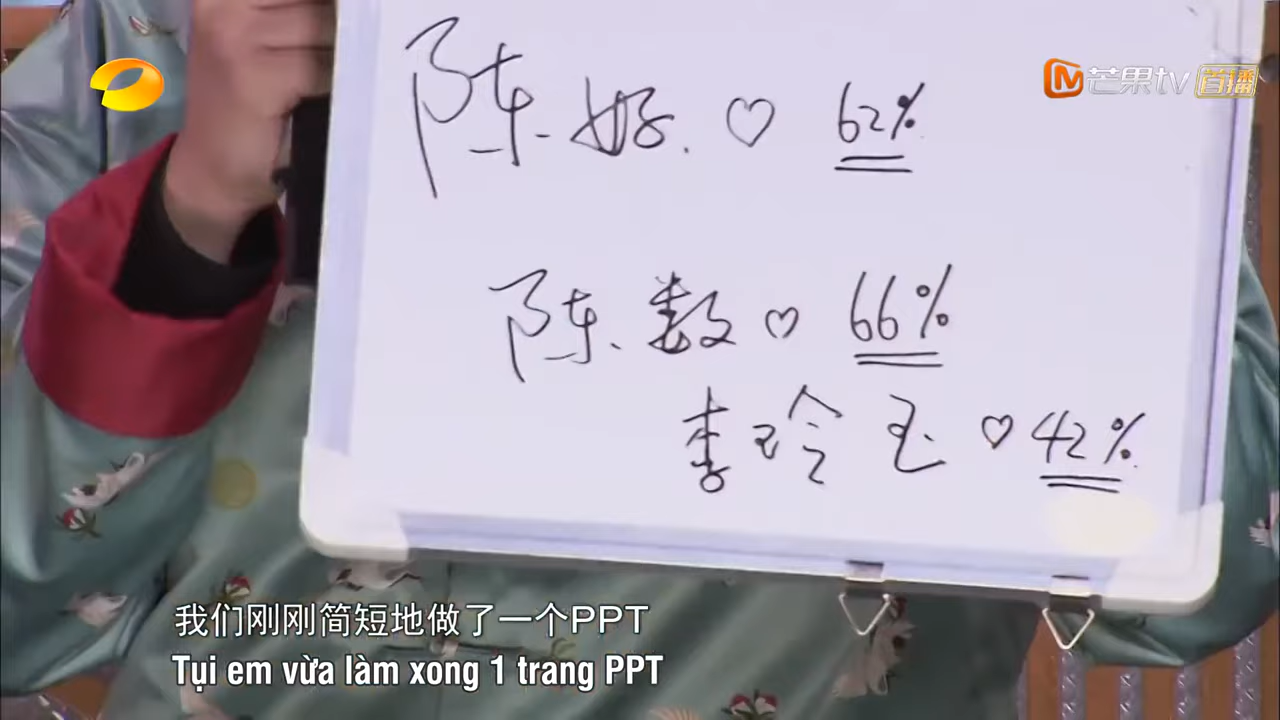 芒果tv 首播
陈好 ♡ 62%
陈数 ♡ 66%
李玲玉 ♡ 42%
我们刚刚简短地做了一个PPT
Tụi em vừa làm xong 1 trang PPT